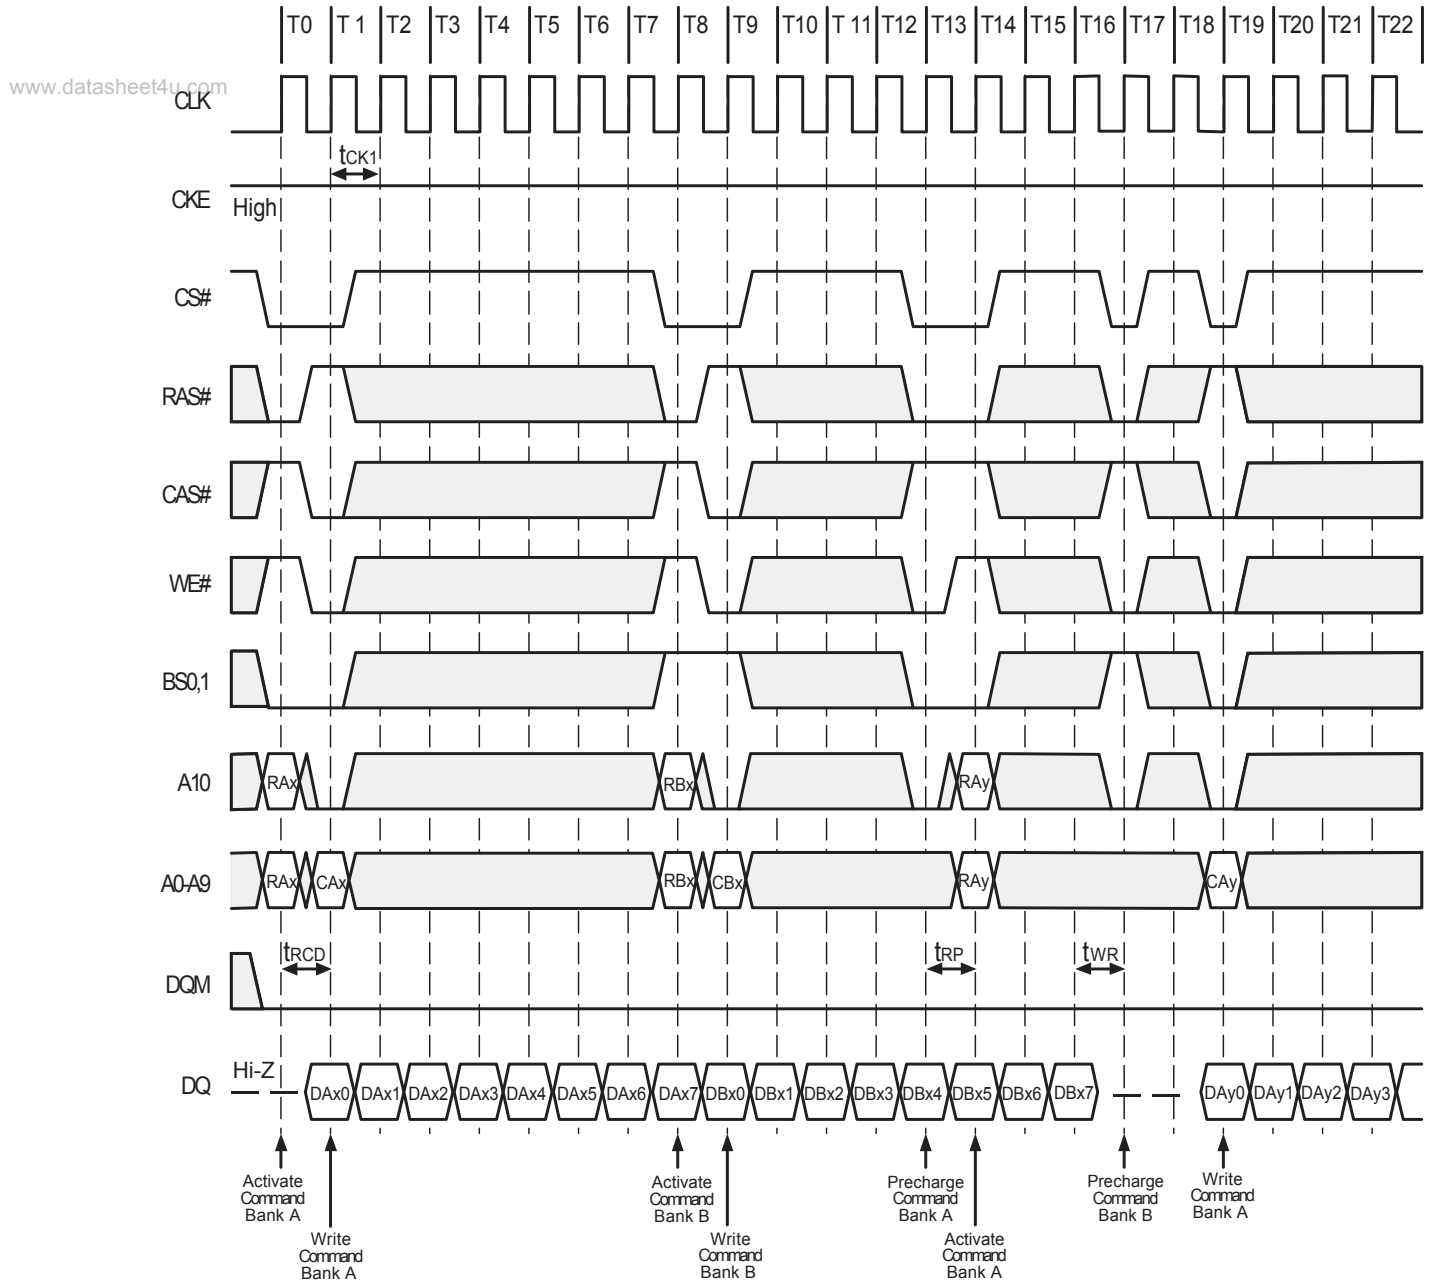 T0 T 1 T2 T3 T4 T5 T6 T7 T8 T9 T10 T 11 T12 T13 T14 T15 T16 T17 T18 T19 T20 T21 T22
www.datasheet4u.com
CLK
tCK1
CKE
High
CS#
RAS#
CAS#
WE#
BS0,1
A10 RAx RBx RAy
A0-A9 RAx CAx RBx CBx RAy CAy
tRCD tRP tWR
DQM
Hi-Z
DQ DAx0 DAx1 DAx2 DAx3 DAx4 DAx5 DAx6 DAx7 DBx0 DBx1 DBx2 DBx3 DBx4 DBx5 DBx6 DBx7 DAy0 DAy1 DAy2 DAy3
Activate
Command
Bank A
Write
Command
Bank A
Activate
Command
Bank B
Write
Command
Bank B
Precharge
Command
Bank A
Activate
Command
Bank A
Precharge
Command
Bank B
Write
Command
Bank A